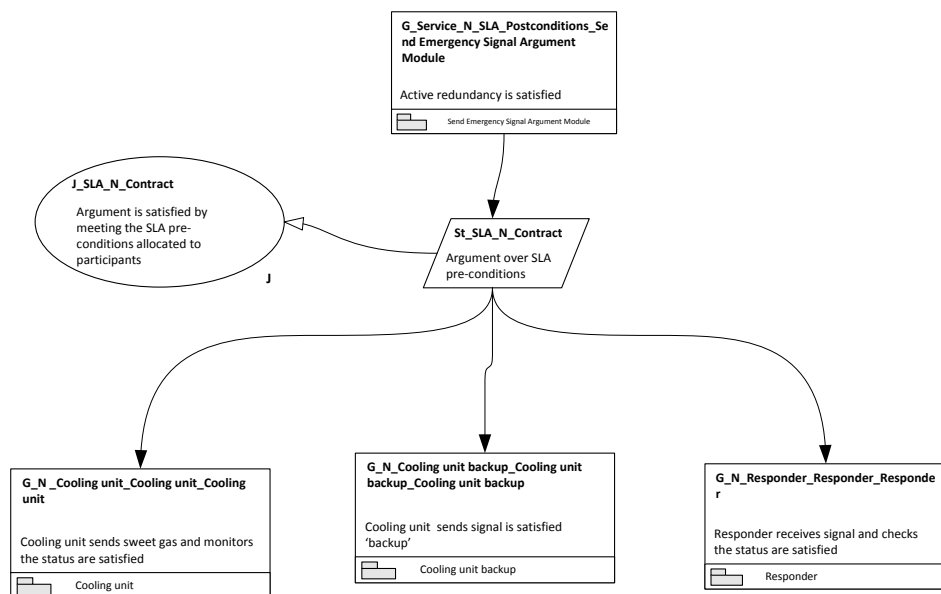 G_Service_N_SLA_Postconditions_Se
nd Emergency Signal Argument
Module
Active redundancy is satisfied
Send Emergency Signal Argument Module
J_SLA_N_Contract
Argument is satisfied by
meeting the SLA pre-
conditions allocated to
participants
J
St_SLA_N_Contract
Argument over SLA
pre-conditions
G_N _Cooling unit_Cooling unit_Cooling
unit
Cooling unit sends sweet gas and monitors
the status are satisfied
Cooling unit
G_N_Cooling unit backup_Cooling unit
backup_Cooling unit backup
Cooling unit  sends signal is satisfied
‘backup’
Cooling unit backup
G_N_Responder_Responder_Responde
r
Responder receives signal and checks
the status are satisfied
Responder